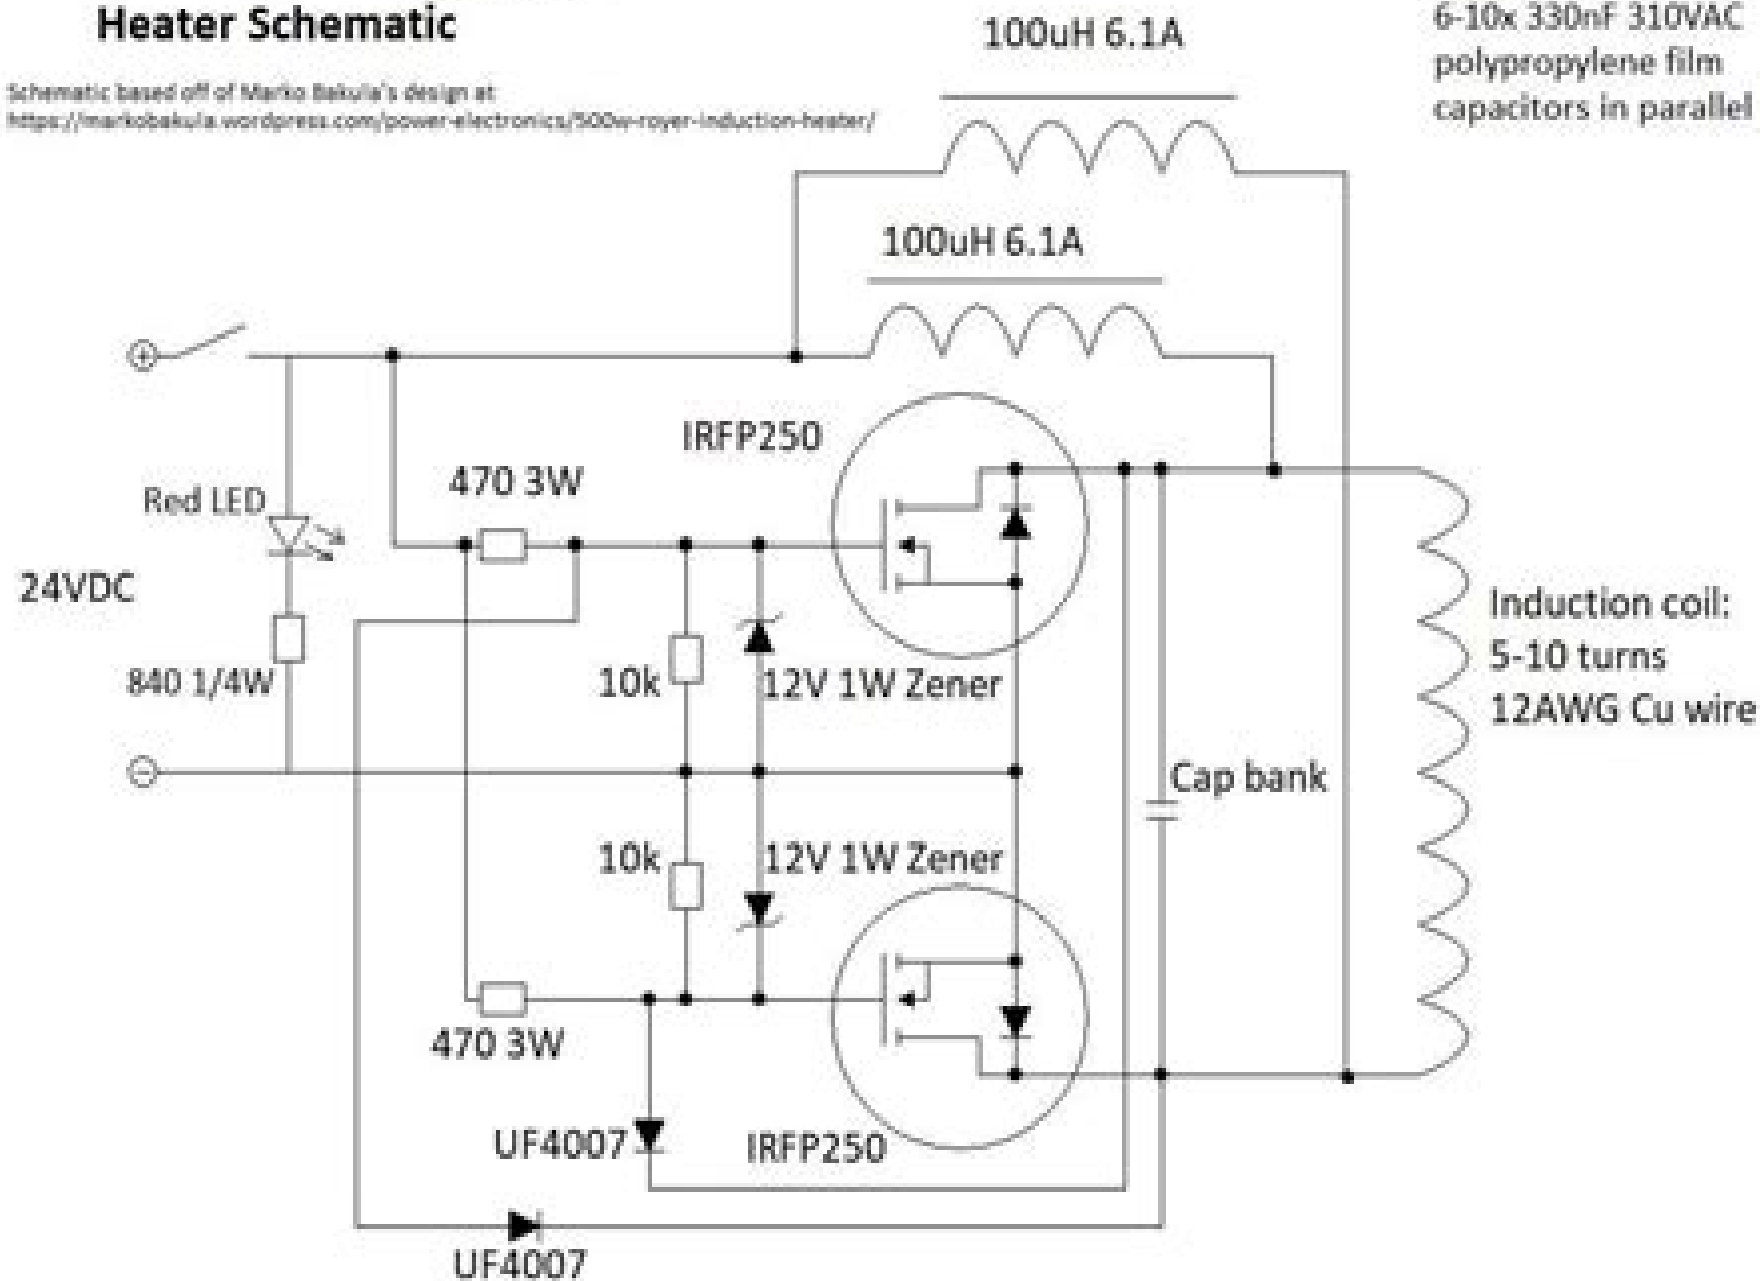 Heater Schematic
Schematic based off of Marko Bakula's design at
https://markobakula.wordpress.com/power-electronics/500w-royer-induction-heater/
100uH 6.1A
6-10x 330nF 310VAC
polypropylene film
capacitors in parallel
100uH 6.1A
IRFP250
470 3W
Red LED
24VDC
840 1/4W
10k
12V 1W Zener
Induction coil:
5-10 turns
12AWG Cu wire
Cap bank
10k
12V 1W Zener
470 3W
UF4007
IRFP250
UF4007